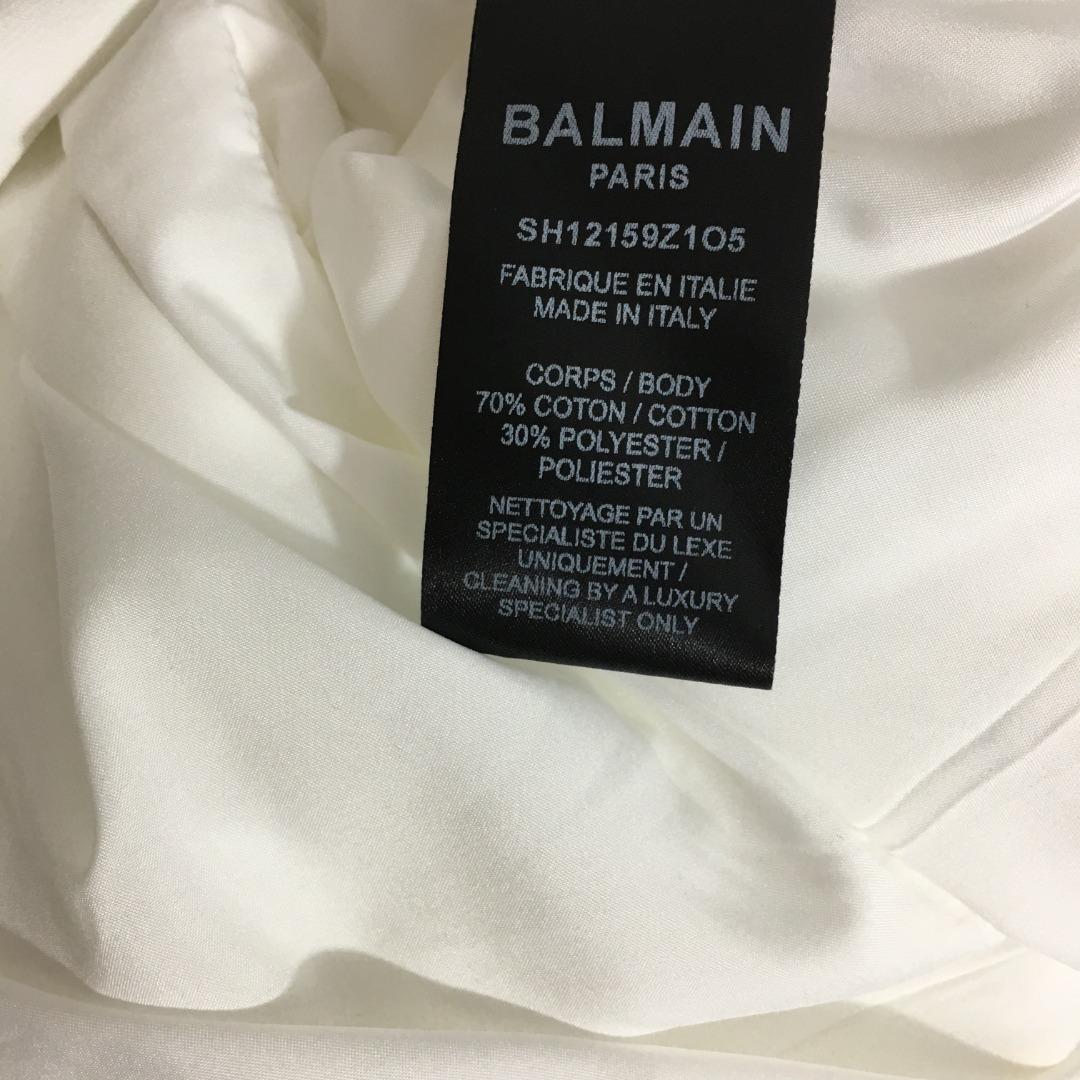 BALMAIN
PARIS
SH12159Z1O5
FABRIQUE EN ITALIE
MADE IN ITALY
CORPS / BODY
70% COTON / COTTON
30% POLYESTER /
POLIESTER
NETTOYAGE PAR UN
SPECIALISTE DU LEXE
UNIQUEMENT /
CLEANING BY A LUXURY
SPECIALIST ONLY